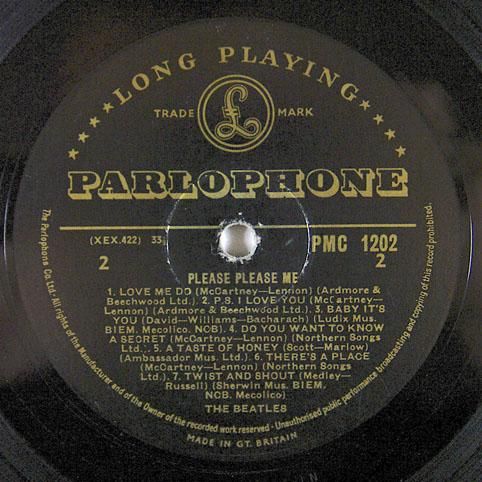 ★★★★★ LONG PLAYING ★★★★★
TRADE £ MARK
PARLOPHONE
(XEX.422) 33
PMC 1202
2
2
PLEASE PLEASE ME
1. LOVE ME DO (McCartney—Lennon) (Ardmore &
Beechwood Ltd.) 2. P.S. I LOVE YOU (McCartney—
Lennon) (Ardmore & Beechwood Ltd.) 3. BABY IT'S
YOU (David—Williams—Bacharach) (Ludix Mus.
BIEM. Mecolico. NCB). 4. DO YOU WANT TO KNOW
A SECRET (McCartney—Lennon) (Northern Songs
Ltd.) 5. A TASTE OF HONEY (Scott—Marlow)
(Ambassador Mus. Ltd.) 6. THERE'S A PLACE
(McCartney—Lennon) (Northern Songs
Ltd.) 7. TWIST AND SHOUT (Medley—
Russell) (Sherwin Mus. BIEM.
NCB. Mecolico)
THE BEATLES
The Parlophone Co. Ltd. All rights of the Manufacturer and of the Owner of the recorded work reserved - Unauthorised public performance broadcasting and copying of this record prohibited.
MADE IN GT. BRITAIN